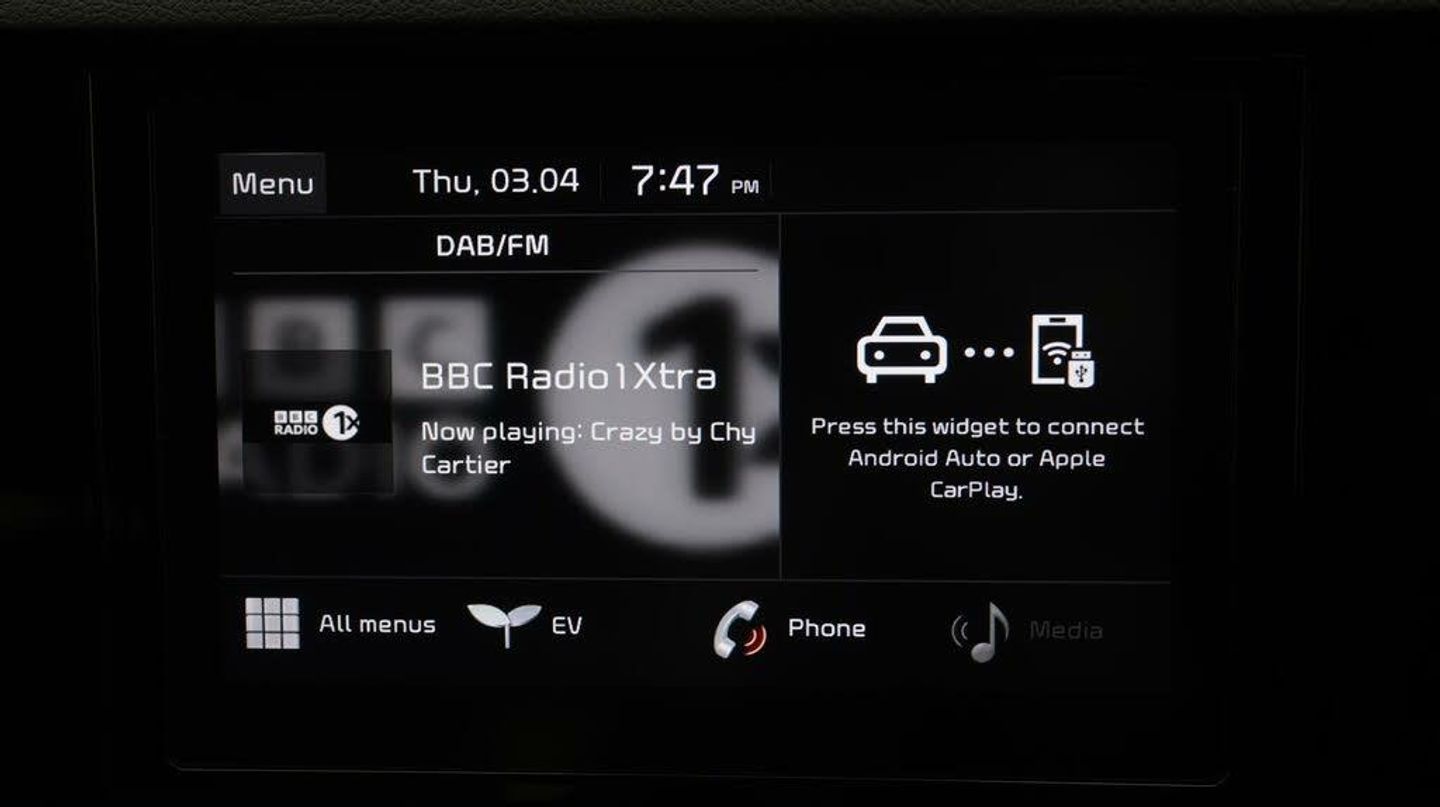 Menu
Thu, 03.04
7:47 PM
DAB/FM
BBC Radio1Xtra
BBC
RADIO 1X
Now playing: Crazy by Chy
Cartier
Press this widget to connect
Android Auto or Apple
CarPlay.
All menus
EV
Phone
Media